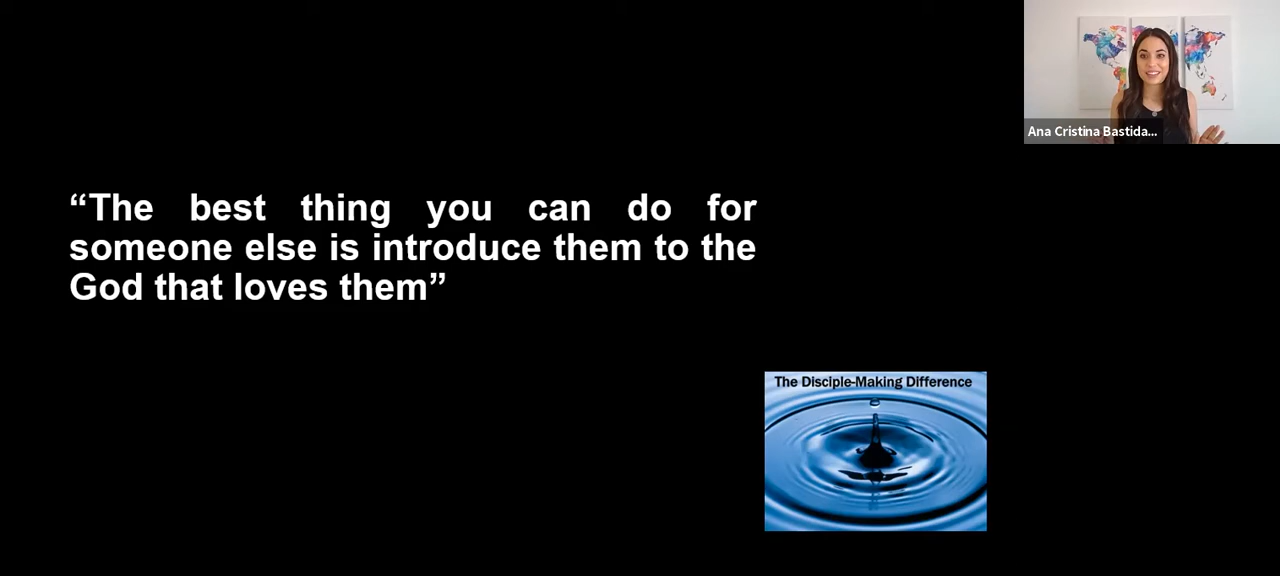 Ana Cristina Bastida...
“The best thing you can do for
someone else is introduce them to the
God that loves them”
The Disciple-Making Difference